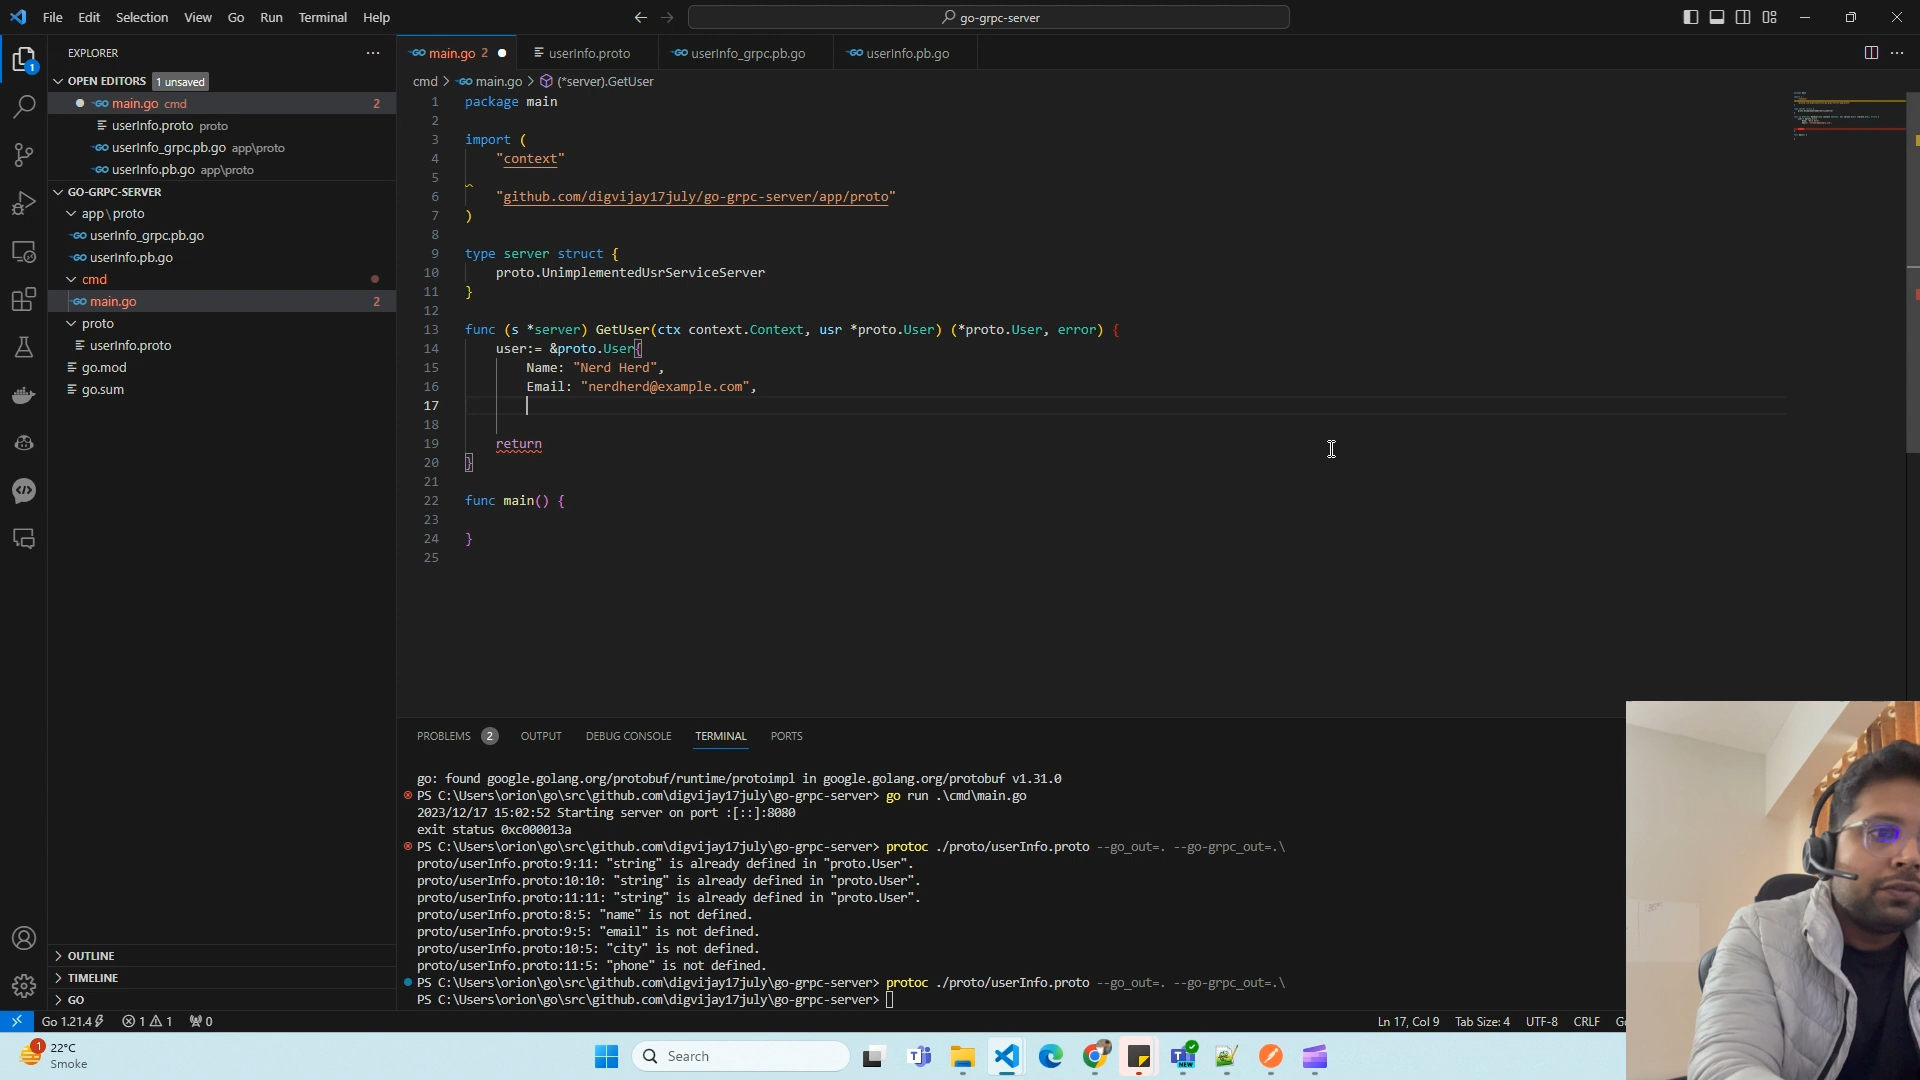 File Edit Selection View Go Run Terminal Help
go-grpc-server
EXPLORER
OPEN EDITORS 1 unsaved
main.go cmd 2
userInfo.proto proto
userInfo_grpc.pb.go app\proto
userInfo.pb.go app\proto
GO-GRPC-SERVER
app\proto
userInfo_grpc.pb.go
userInfo.pb.go
cmd
main.go 2
proto
userInfo.proto
go.mod
go.sum
OUTLINE
TIMELINE
GO
main.go 2 userInfo.proto userInfo_grpc.pb.go userInfo.pb.go
cmd > main.go > (*server).GetUser
1 package main
2
3 import (
4 "context"
5
6 "github.com/digvijay17july/go-grpc-server/app/proto"
7 )
8
9 type server struct {
10 proto.UnimplementedUsrServiceServer
11 }
12
13 func (s *server) GetUser(ctx context.Context, usr *proto.User) (*proto.User, error) {
14 user:= &proto.User{
15 Name: "Nerd Herd",
16 Email: "nerdherd@example.com",
17
18
19 return
20 }
21
22 func main() {
23
24 }
25
PROBLEMS 2 OUTPUT DEBUG CONSOLE TERMINAL PORTS
go: found google.golang.org/protobuf/runtime/protoimpl in google.golang.org/protobuf v1.31.0
PS C:\Users\orion\go\src\github.com\digvijay17july\go-grpc-server> go run .\cmd\main.go
2023/12/17 15:02:52 Starting server on port :[::]:8080
exit status 0xc000013a
PS C:\Users\orion\go\src\github.com\digvijay17july\go-grpc-server> protoc ./proto/userInfo.proto --go_out=. --go-grpc_out=.\
proto/userInfo.proto:9:11: "string" is already defined in "proto.User".
proto/userInfo.proto:10:10: "string" is already defined in "proto.User".
proto/userInfo.proto:11:11: "string" is already defined in "proto.User".
proto/userInfo.proto:8:5: "name" is not defined.
proto/userInfo.proto:9:5: "email" is not defined.
proto/userInfo.proto:10:5: "city" is not defined.
proto/userInfo.proto:11:5: "phone" is not defined.
PS C:\Users\orion\go\src\github.com\digvijay17july\go-grpc-server> protoc ./proto/userInfo.proto --go_out=. --go-grpc_out=.\
PS C:\Users\orion\go\src\github.com\digvijay17july\go-grpc-server>
1
Go 1.21.4 1 1 0 Ln 17, Col 9 Tab Size: 4 UTF-8 CRLF
1
22°C
Smoke
Search
NEW